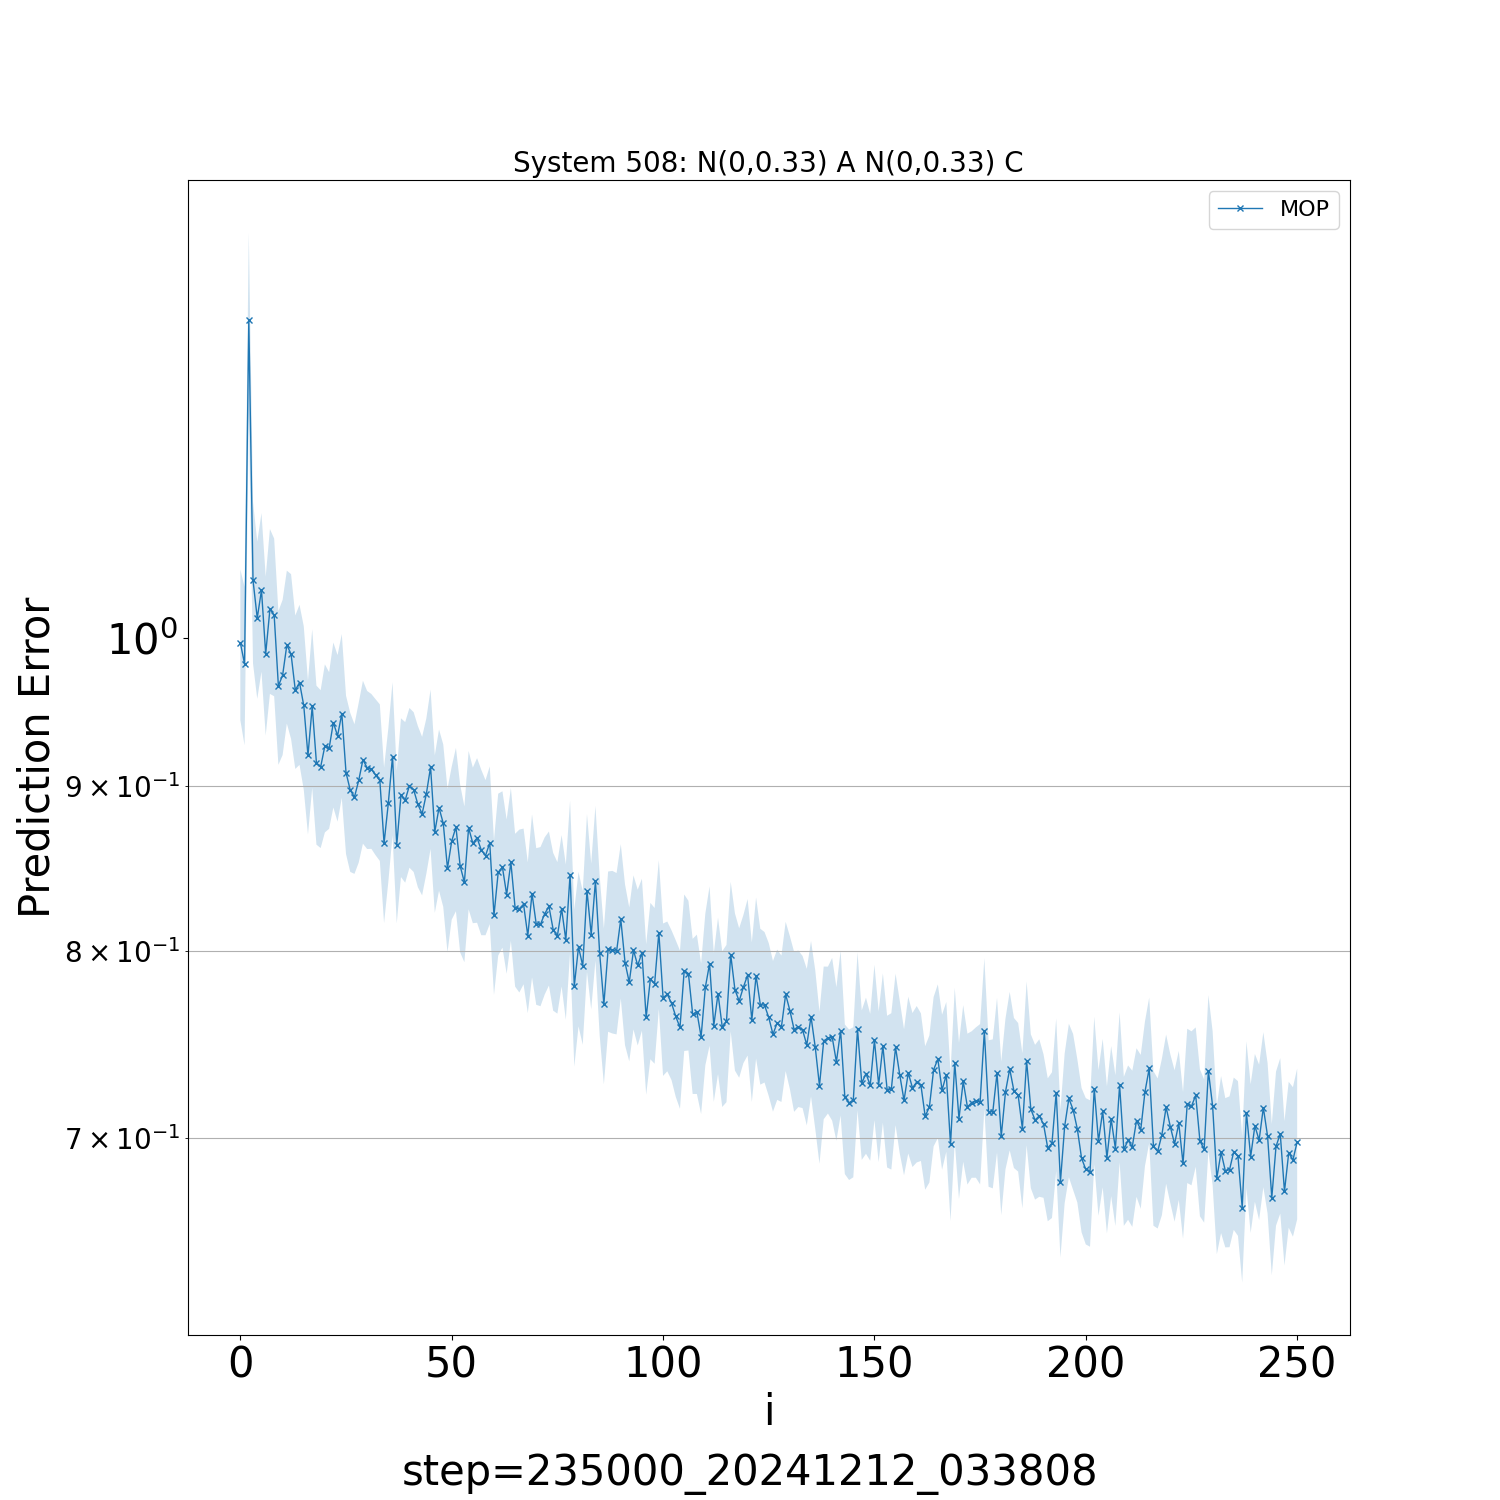 System 508: N(0,0.33) A N(0,0.33) C
MOP
Prediction Error
10⁰
9 × 10⁻¹
8 × 10⁻¹
7 × 10⁻¹
0 50 100 150 200 250
i
step=235000_20241212_033808